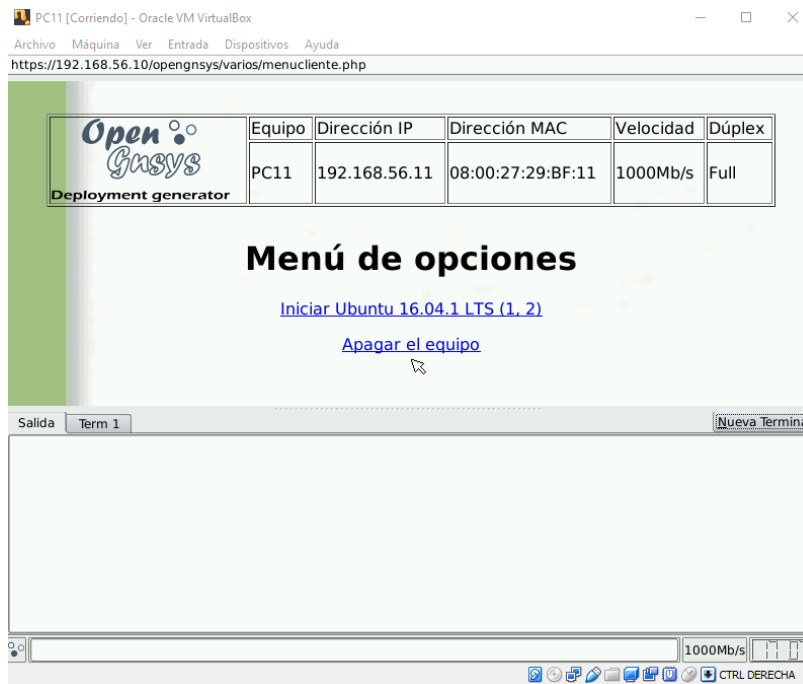 PC11 [Corriendo] - Oracle VM VirtualBox
Archivo Máquina Ver Entrada Dispositivos Ayuda
https://192.168.56.10/opengnsys/varios/menucliente.php
Open Gnsys
Deployment generator
Equipo Dirección IP Dirección MAC Velocidad Dúplex
PC11 192.168.56.11 08:00:27:29:BF:11 1000Mb/s Full
Menú de opciones
Iniciar Ubuntu 16.04.1 LTS (1, 2)
Apagar el equipo
Salida Term 1 Nueva Termina
1000Mb/s
CTRL DERECHA